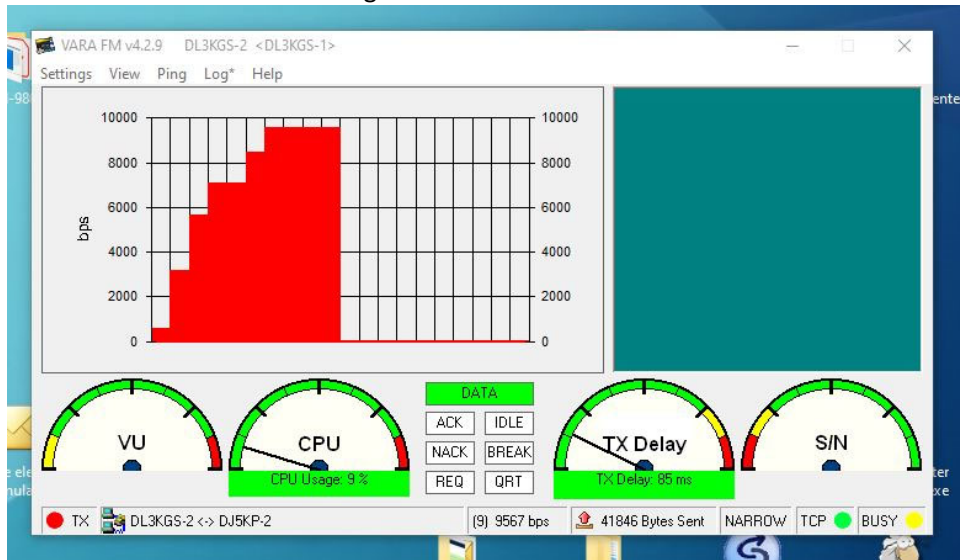 VARA FM v4.2.9 DL3KGS-2 <DL3KGS-1>
Settings View Ping Log* Help
10000 10000
8000 8000
6000 6000
bps
4000 4000
2000 2000
0 0
VU
CPU
CPU Usage: 9 %
DATA
ACK IDLE
NACK BREAK
REQ QRT
TX Delay
TX Delay: 85 ms
S/N
TX DL3KGS-2 <-> DJ5KP-2 (9) 9567 bps 41846 Bytes Sent NARROW TCP BUSY